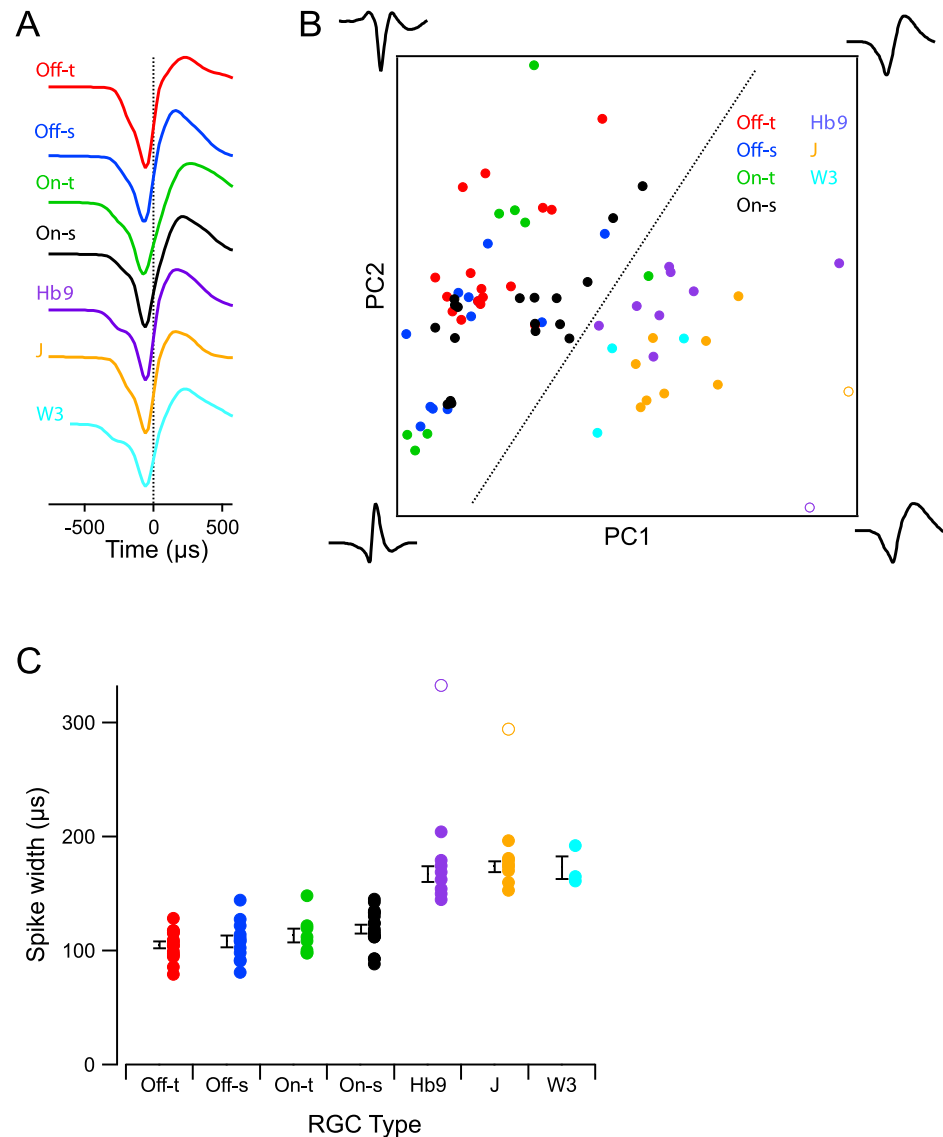 A
Off-t
Off-s
On-t
On-s
Hb9
J
W3
-500 0 500
Time (µs)
B
Off-t Hb9
Off-s J
On-t W3
On-s
PC2
PC1
C
300
200
100
0
Spike width (µs)
Off-t Off-s On-t On-s Hb9 J W3
RGC Type